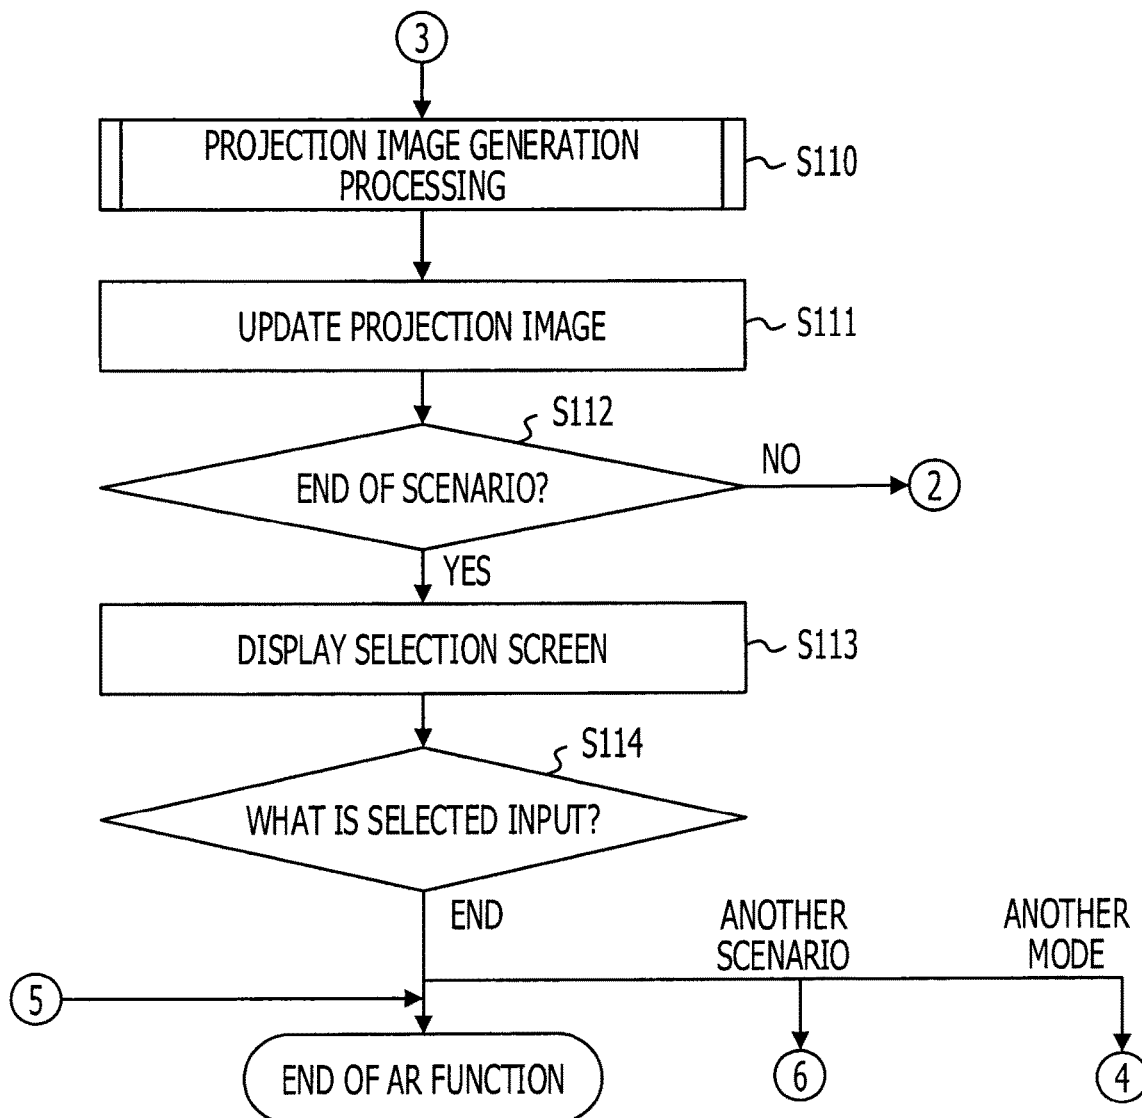 3
PROJECTION IMAGE GENERATION
PROCESSING
S110
UPDATE PROJECTION IMAGE
S111
S112
END OF SCENARIO?
NO
2
YES
DISPLAY SELECTION SCREEN
S113
S114
WHAT IS SELECTED INPUT?
END
ANOTHER
SCENARIO
ANOTHER
MODE
5
END OF AR FUNCTION
6
4